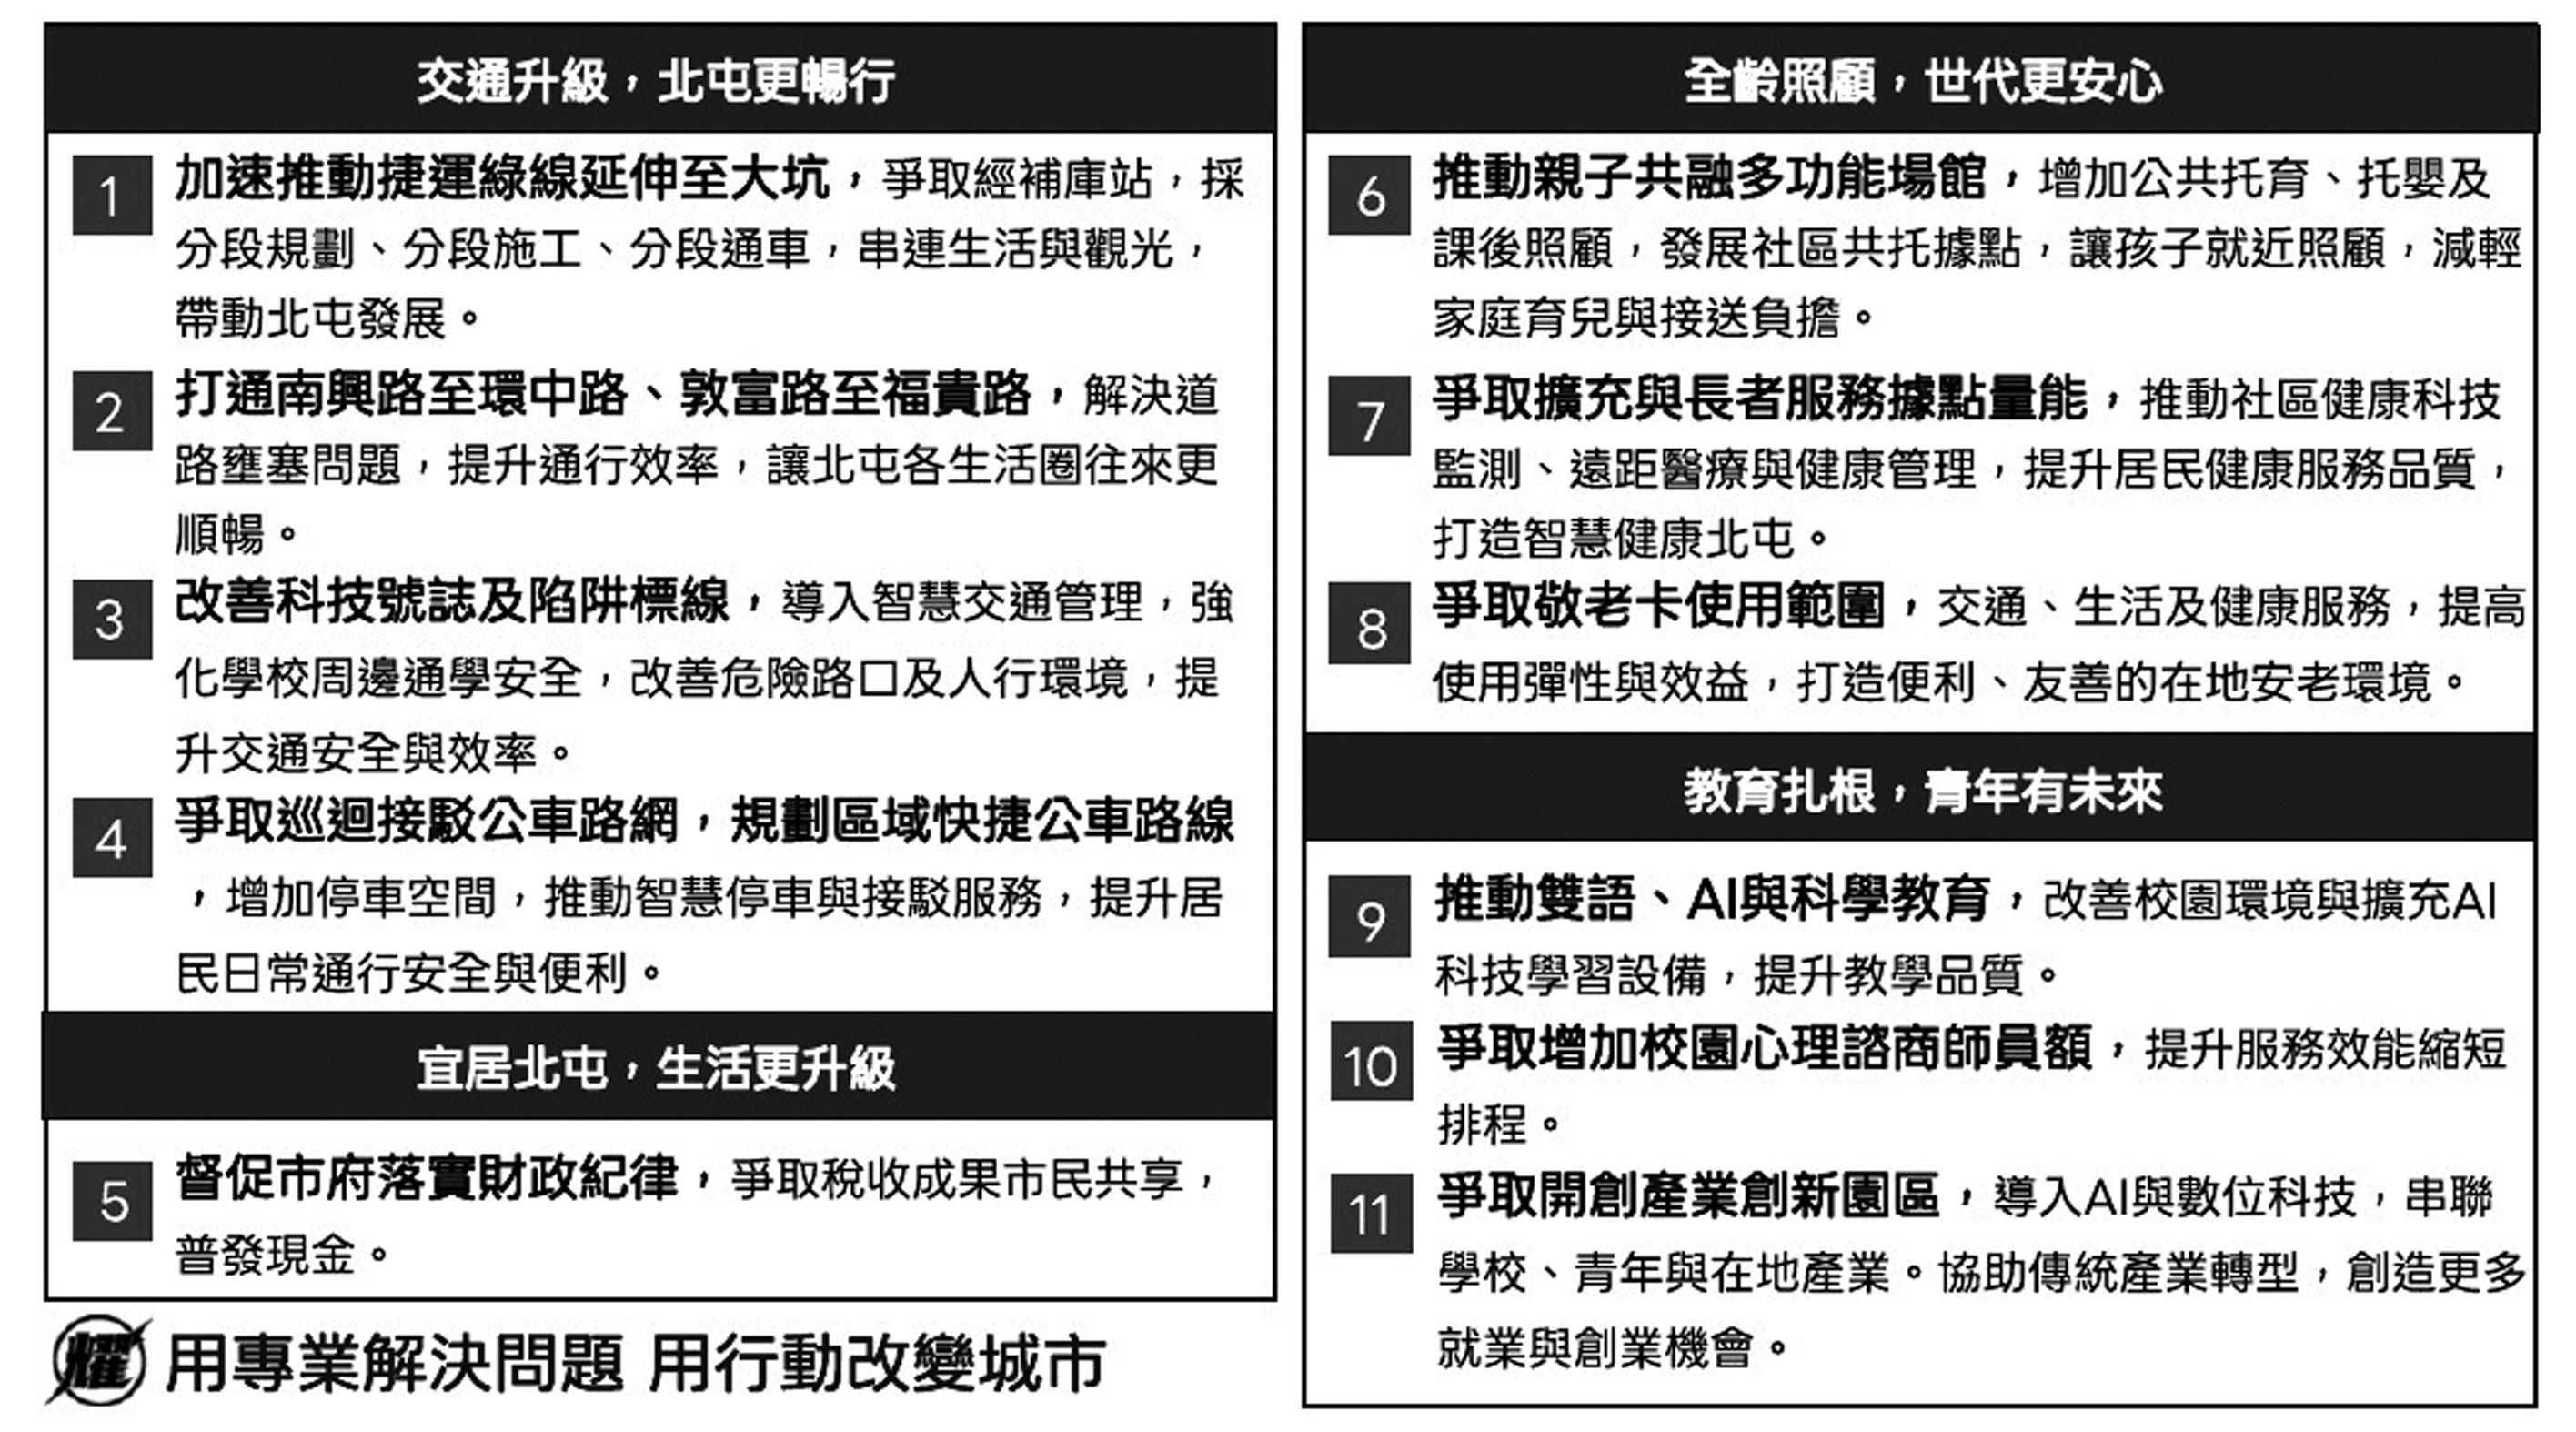 交通升級，北屯更暢行
1 加速推動捷運綠線延伸至大坑，爭取經補庫站，採
分段規劃、分段施工、分段通車，串連生活與觀光，
帶動北屯發展。
2 打通南興路至環中路、敦富路至福貴路，解決道
路壅塞問題，提升通行效率，讓北屯各生活圈往來更
順暢。
3 改善科技號誌及陷阱標線，導入智慧交通管理，強
化學校周邊通學安全，改善危險路口及人行環境，提
升交通安全與效率。
4 爭取巡迴接駁公車路網，規劃區域快捷公車路線
，增加停車空間，推動智慧停車與接駁服務，提升居
民日常通行安全與便利。
宜居北屯，生活更升級
5 督促市府落實財政紀律，爭取稅收成果市民共享，
普發現金。
耀 用專業解決問題 用行動改變城市
全齡照顧，世代更安心
6 推動親子共融多功能場館，增加公共托育、托嬰及
課後照顧，發展社區共托據點，讓孩子就近照顧，減輕
家庭育兒與接送負擔。
7 爭取擴充與長者服務據點量能，推動社區健康科技
監測、遠距醫療與健康管理，提升居民健康服務品質，
打造智慧健康北屯。
8 爭取敬老卡使用範圍，交通、生活及健康服務，提高
使用彈性與效益，打造便利、友善的在地安老環境。
教育扎根，青年有未來
9 推動雙語、AI與科學教育，改善校園環境與擴充AI
科技學習設備，提升教學品質。
10 爭取增加校園心理諮商師員額，提升服務效能縮短
排程。
11 爭取開創產業創新園區，導入AI與數位科技，串聯
學校、青年與在地產業。協助傳統產業轉型，創造更多
就業與創業機會。